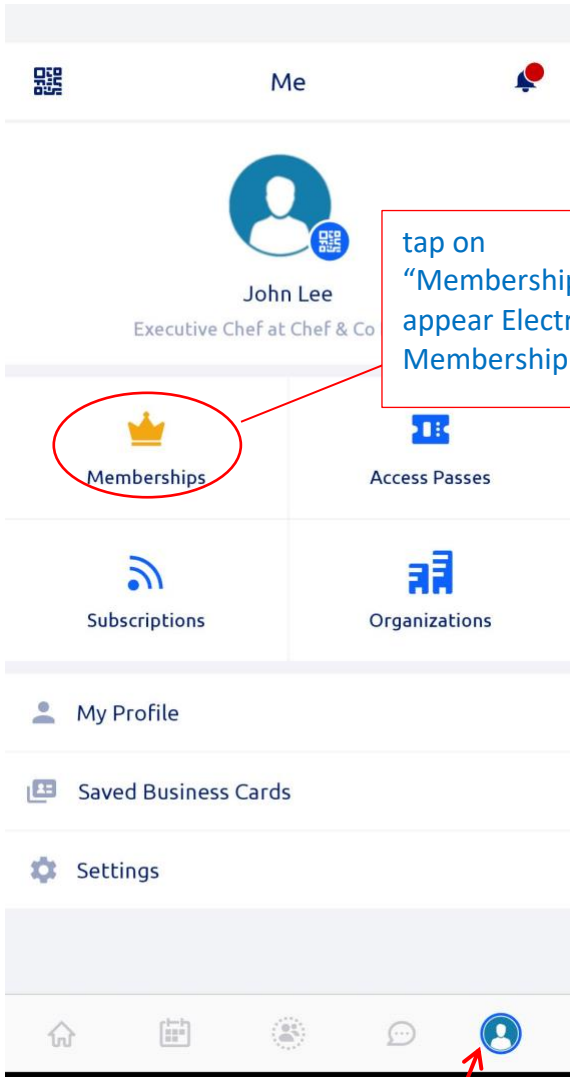 Me
John Lee
Executive Chef at Chef & Co
tap on
"Membership
appear Electr
Membership
Memberships
Access Passes
Subscriptions
Organizations
My Profile
Saved Business Cards
Settings